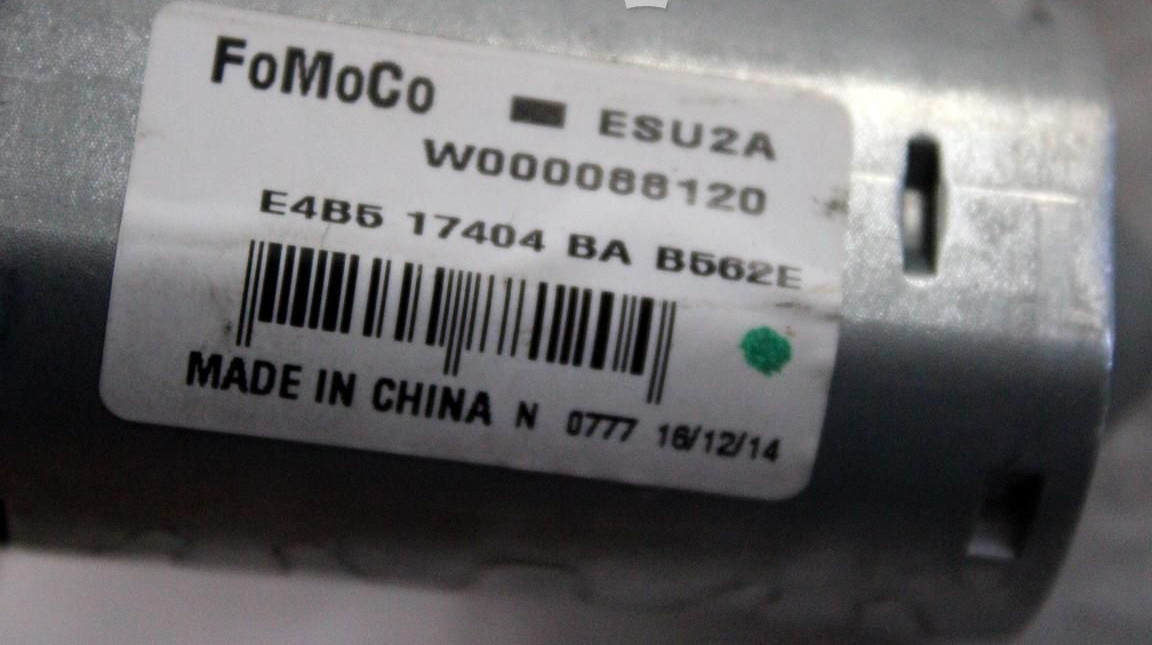 FoMoCo
ESU2A
W000088120
E4B5 17404 BA B562E
MADE IN CHINA N 0777 16/12/14